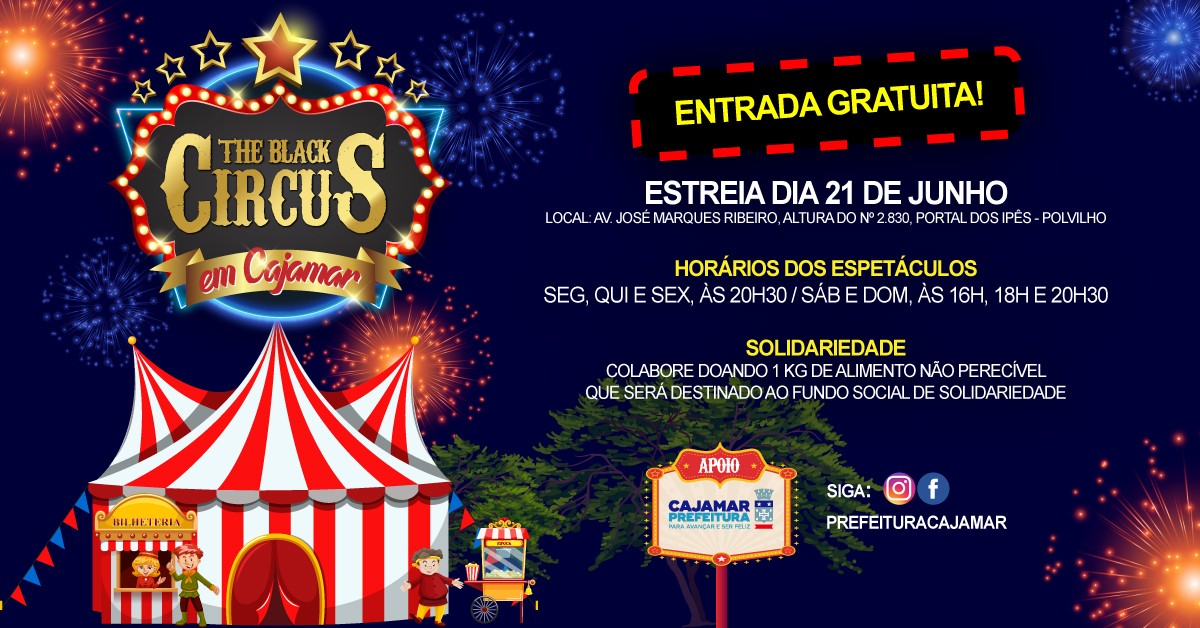 THE BLACK
CIRCUS
em Cajamar
BILHETERIA
ENTRADA GRATUITA!
ESTREIA DIA 21 DE JUNHO
LOCAL: AV. JOSÉ MARQUES RIBEIRO, ALTURA DO Nº 2.830, PORTAL DOS IPÊS - POLVILHO
HORÁRIOS DOS ESPETÁCULOS
SEG, QUI E SEX, ÀS 20H30 / SÁB E DOM, ÀS 16H, 18H E 20H30
SOLIDARIEDADE
COLABORE DOANDO 1 KG DE ALIMENTO NÃO PERECÍVEL
QUE SERÁ DESTINADO AO FUNDO SOCIAL DE SOLIDARIEDADE
APOIO
CAJAMAR
PREFEITURA
PARA AVANÇAR E SER FELIZ
SIGA:
PREFEITURACAJAMAR